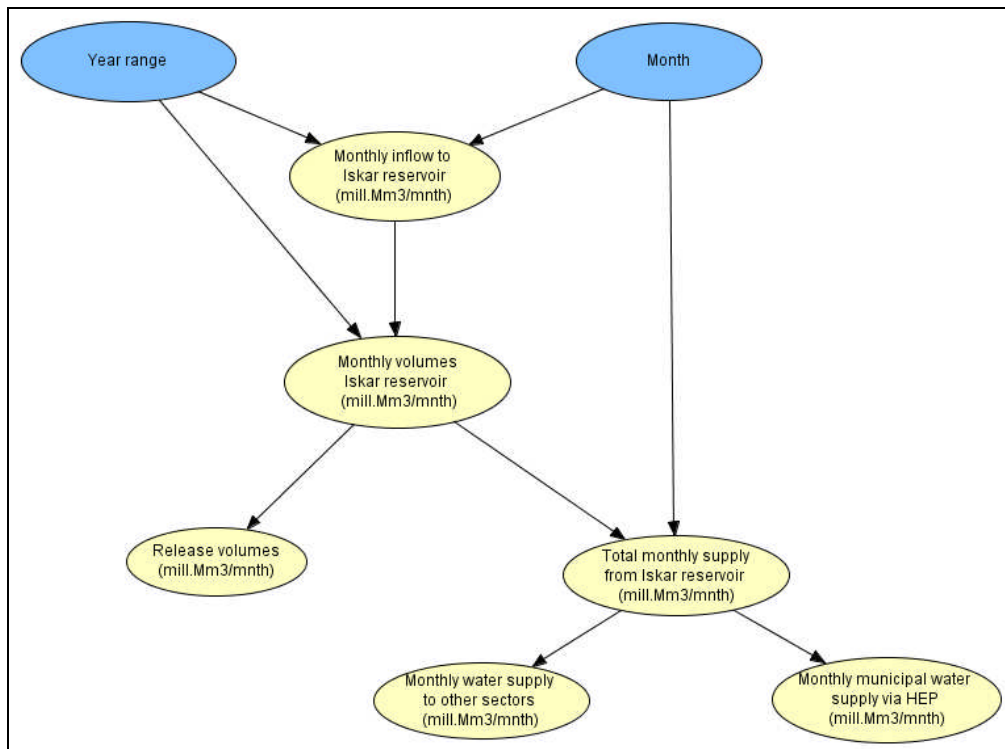 Year range
Month
Monthly inflow to
Iskar reservoir
(mill.Mm3/mnth)
Monthly volumes
Iskar reservoir
(mill.Mm3/mnth)
Release volumes
(mill.Mm3/mnth)
Total monthly supply
from Iskar reservoir
(mill.Mm3/mnth)
Monthly water supply
to other sectors
(mill.Mm3/mnth)
Monthly municipal water
supply via HEP
(mill.Mm3/mnth)